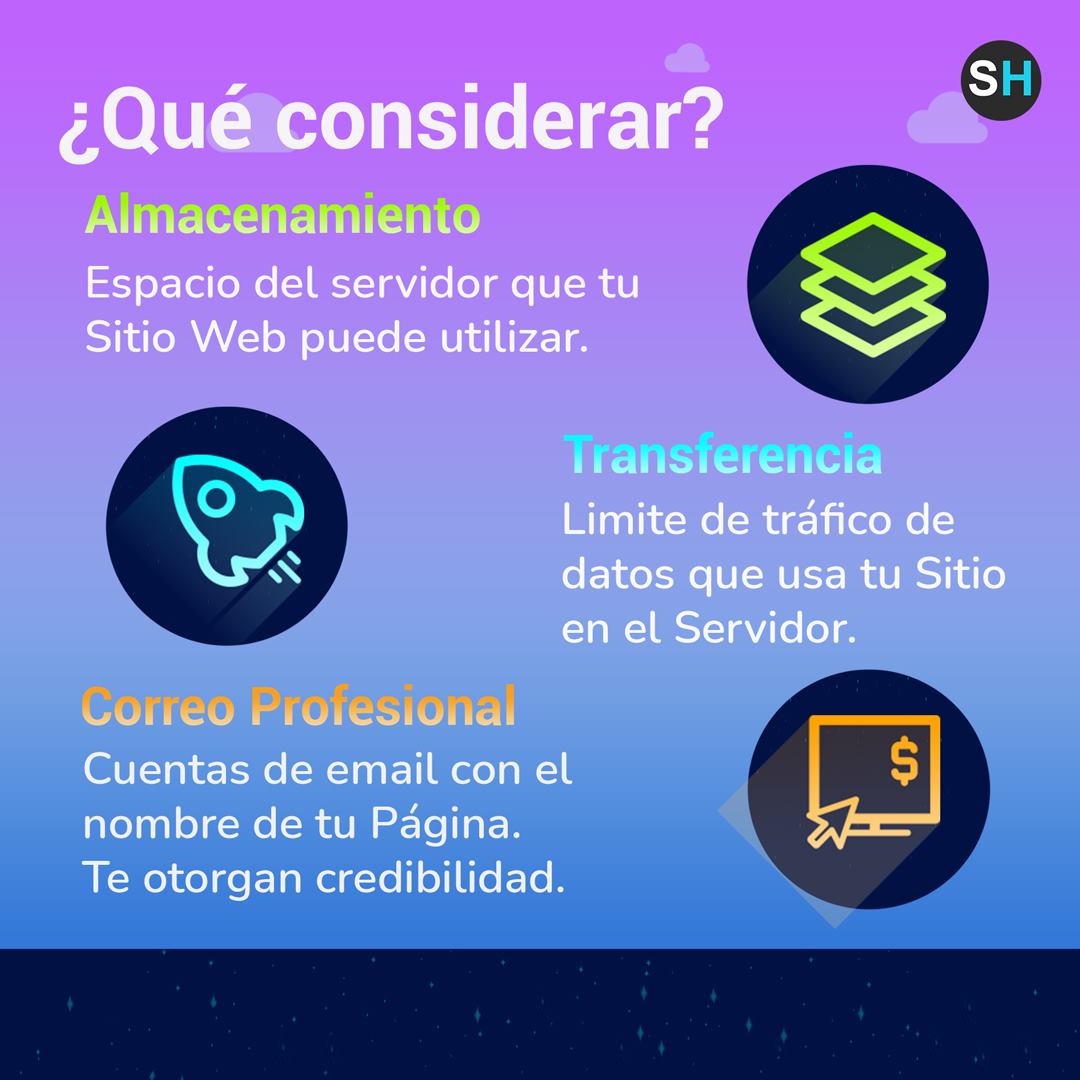 SH
¿Qué considerar?
Almacenamiento
Espacio del servidor que tu
Sitio Web puede utilizar.
Transferencia
Limite de tráfico de
datos que usa tu Sitio
en el Servidor.
Correo Profesional
Cuentas de email con el
nombre de tu Página.
Te otorgan credibilidad.
$